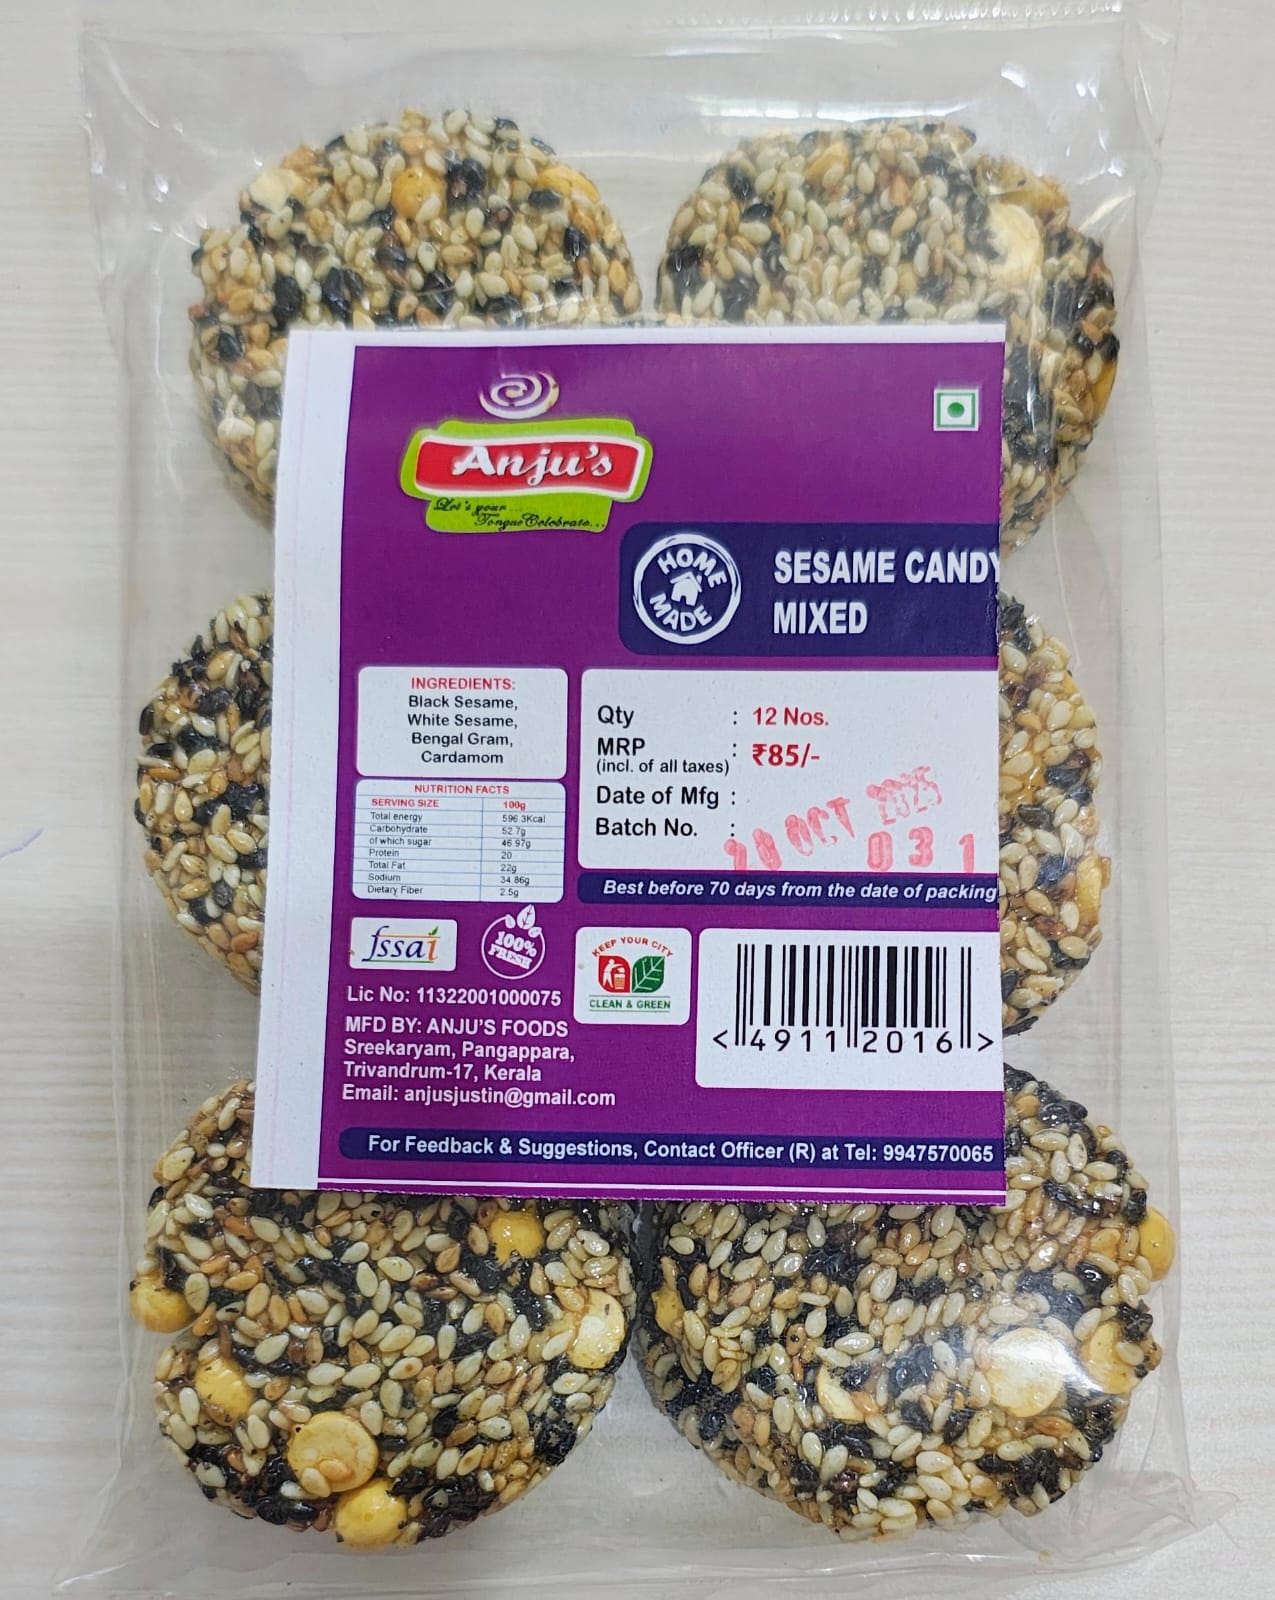 Anju's
Let's your...
Tongue Celebrate...
HOME
MADE
SESAME CANDY
MIXED
INGREDIENTS:
Black Sesame,
White Sesame,
Bengal Gram,
Cardamom
NUTRITION FACTS
SERVING SIZE 100g
Total energy 596.3Kcal
Carbohydrate 52.7g
of which sugar 46.97g
Protein 20
Total Fat 22g
Sodium 34.86g
Dietary Fiber 2.5g
Qty : 12 Nos.
MRP : ₹85/-
(incl. of all taxes)
Date of Mfg : OCT 2025
Batch No. : 031
Best before 70 days from the date of packing
fssai
100%
FRESH
KEEP YOUR CITY
CLEAN & GREEN
Lic No: 11322001000075
MFD BY: ANJU'S FOODS
Sreekaryam, Pangappara,
Trivandrum-17, Kerala
Email: anjusjustin@gmail.com
<49112016>
For Feedback & Suggestions, Contact Officer (R) at Tel: 9947570065